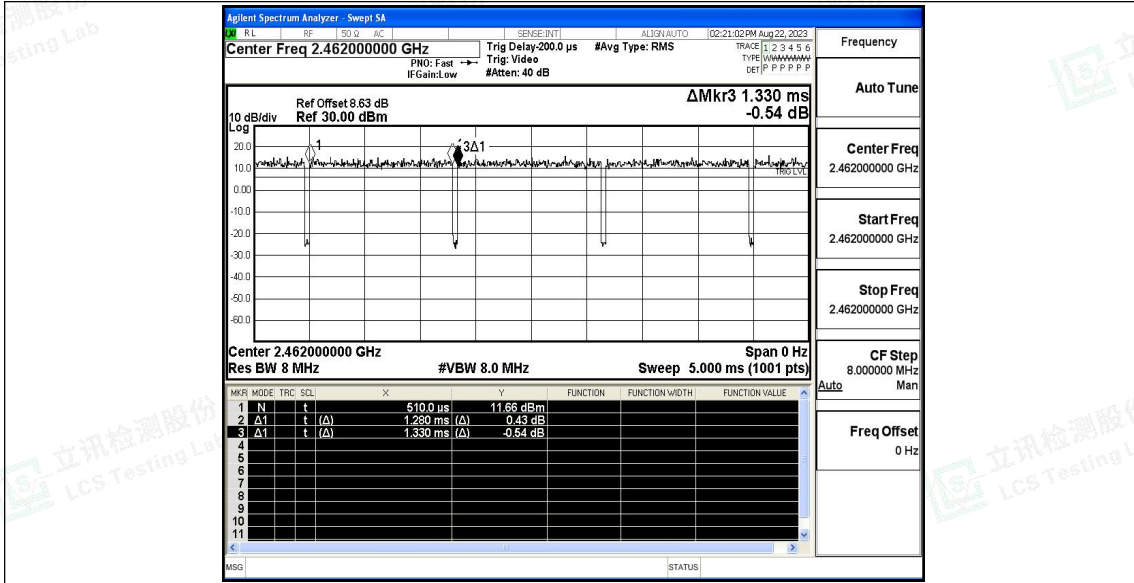 Agilent Spectrum Analyzer - Swept SA
RL RF 50 Ω AC SENSE:INT ALIGN AUTO 02:21:02 PM Aug 22, 2023
Center Freq 2.462000000 GHz
PNO: Fast
IFGain:Low
Trig Delay-200.0 µs
Trig: Video
#Atten: 40 dB
#Avg Type: RMS
TRACE 1 2 3 4 5 6
TYPE
DET P P P P P P
ΔMkr3 1.330 ms
-0.54 dB
Ref Offset 8.63 dB
10 dB/div Ref 30.00 dBm
Log
20.0
10.0
0.00
-10.0
-20.0
-30.0
-40.0
-50.0
-60.0
1
3Δ1
TRIG LVL
Center 2.462000000 GHz Span 0 Hz
Res BW 8 MHz #VBW 8.0 MHz Sweep 5.000 ms (1001 pts)
MKR MODE TRC SCL X Y FUNCTION FUNCTION WIDTH FUNCTION VALUE
1 N t 510.0 µs 11.66 dBm
2 Δ1 t (Δ) 1.280 ms (Δ) 0.43 dB
3 Δ1 t (Δ) 1.330 ms (Δ) -0.54 dB
4
5
6
7
8
9
10
11
MSG STATUS
Frequency
Auto Tune
Center Freq
2.462000000 GHz
Start Freq
2.462000000 GHz
Stop Freq
2.462000000 GHz
CF Step
8.000000 MHz
Auto Man
Freq Offset
0 Hz
立讯检测股份
LCS Testing Lab
立讯检测股份
LCS Testing L